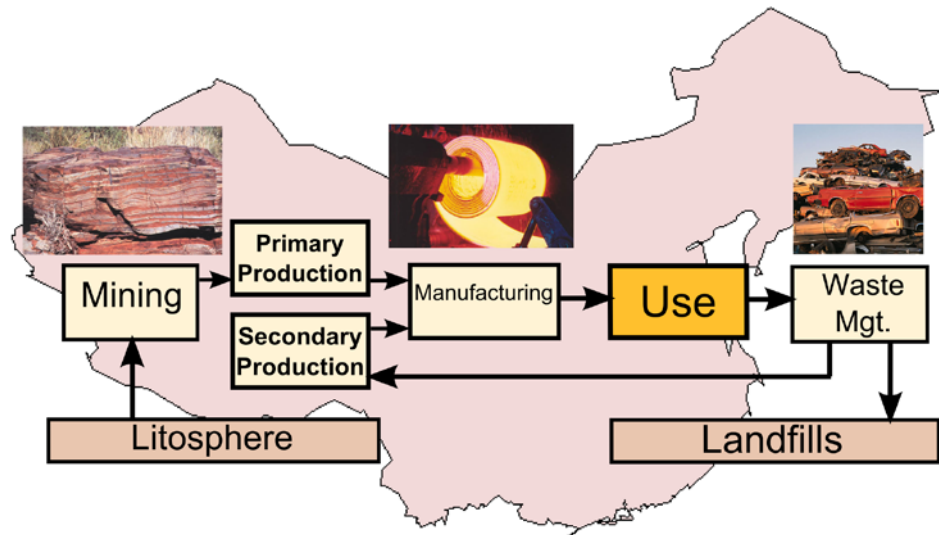 Primary
Production
Mining
Manufacturing
Use
Waste
Mgt.
Secondary
Production
Litosphere
Landfills